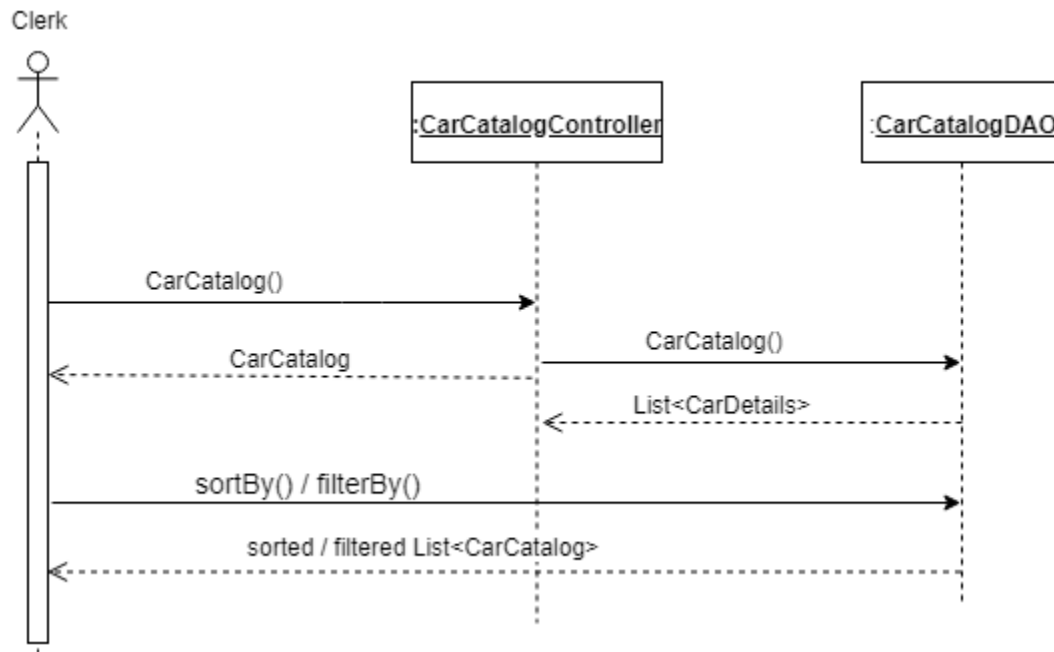 Clerk
:CarCatalogController
:CarCatalogDAO
CarCatalog()
CarCatalog()
CarCatalog
List<CarDetails>
sortBy() / filterBy()
sorted / filtered List<CarCatalog>